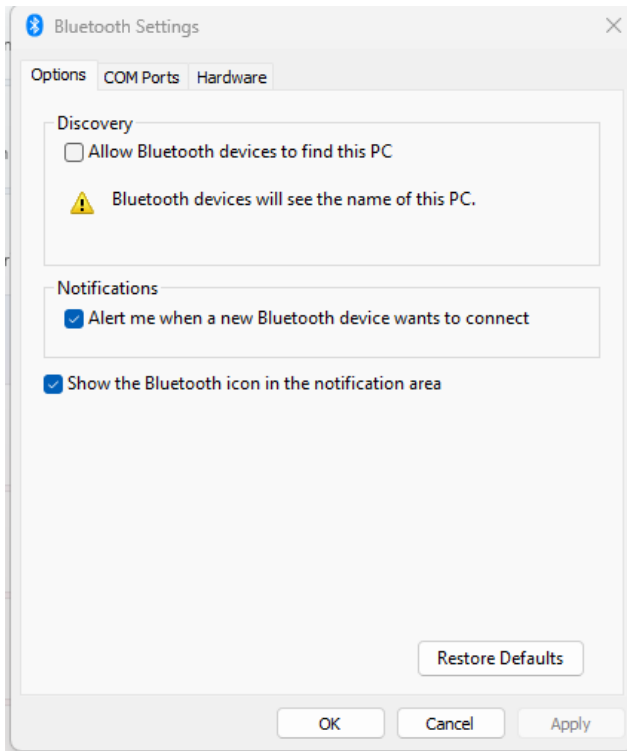 Bluetooth Settings
Options COM Ports Hardware
Discovery
Allow Bluetooth devices to find this PC
Bluetooth devices will see the name of this PC.
Notifications
Alert me when a new Bluetooth device wants to connect
Show the Bluetooth icon in the notification area
Restore Defaults
OK Cancel Apply